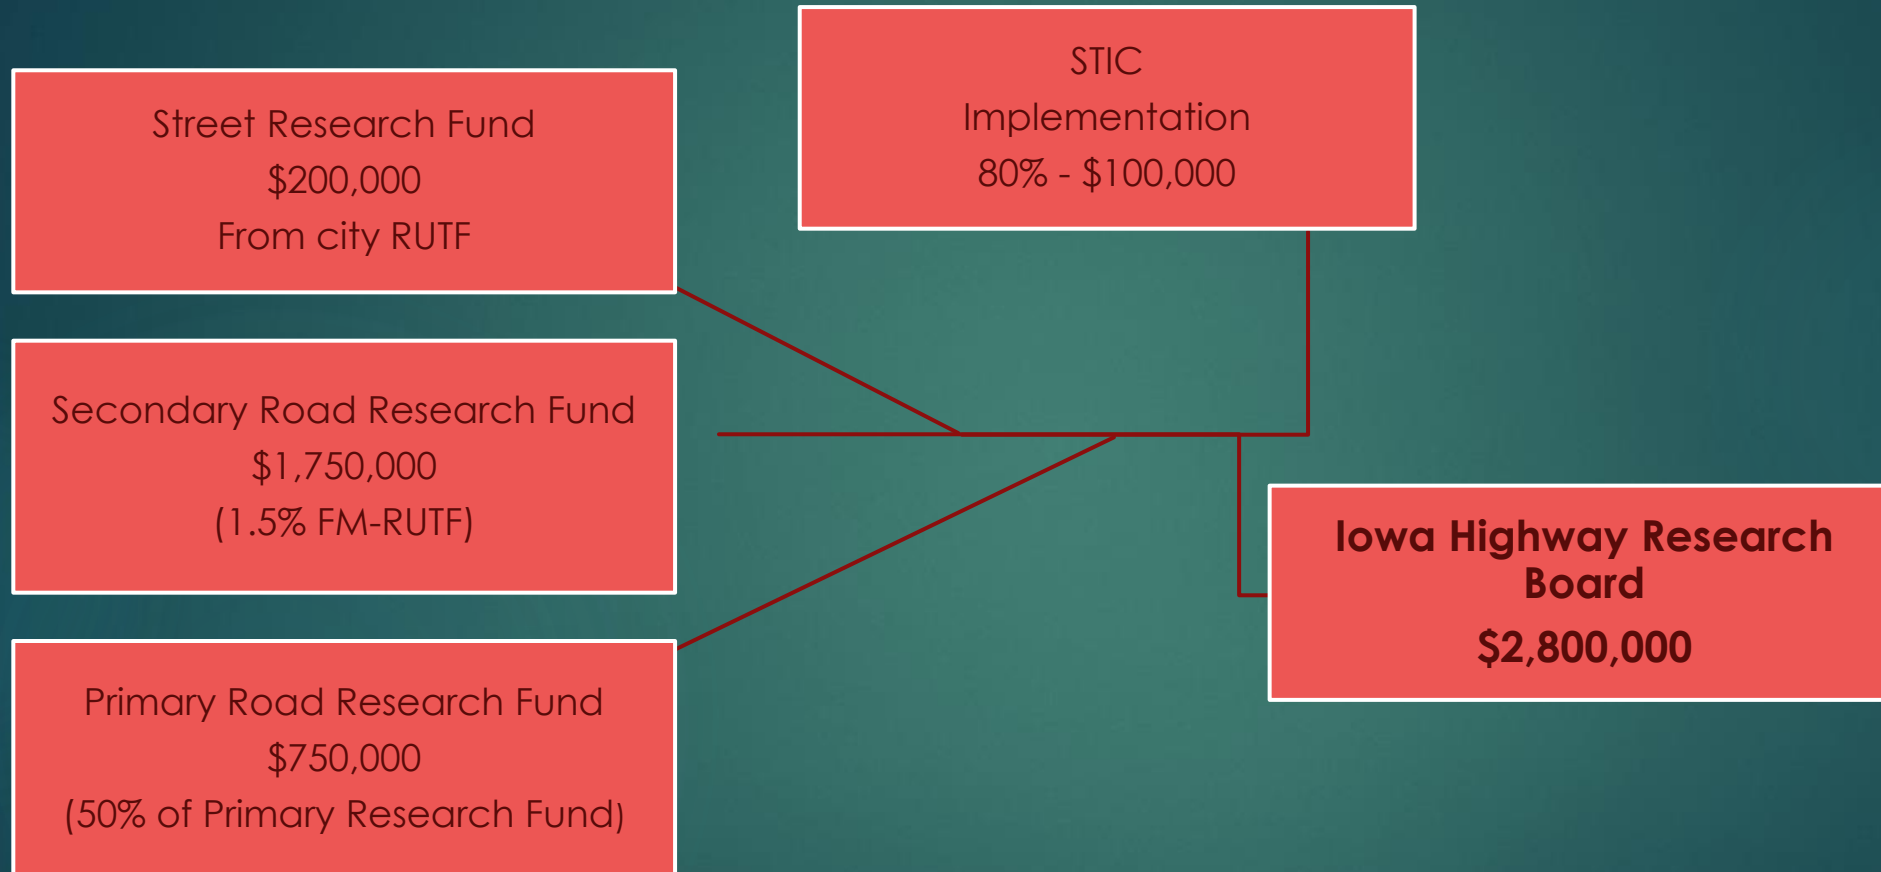 STIC
Implementation
80% - $100,000
Street Research Fund
$200,000
From city RUTF
Secondary Road Research Fund
$1,750,000
(1.5% FM-RUTF)
Primary Road Research Fund
$750,000
(50% of Primary Research Fund)
Iowa Highway Research
Board
$2,800,000